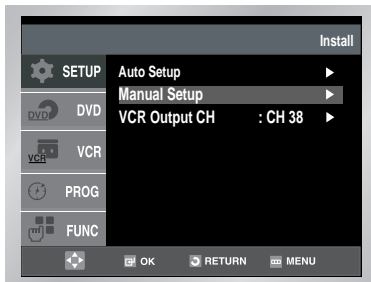 Install
SETUP
Auto Setup
Manual Setup
VCR Output CH : CH 38
DVD DVD
VCR VCR
PROG
FUNC
OK RETURN MENU